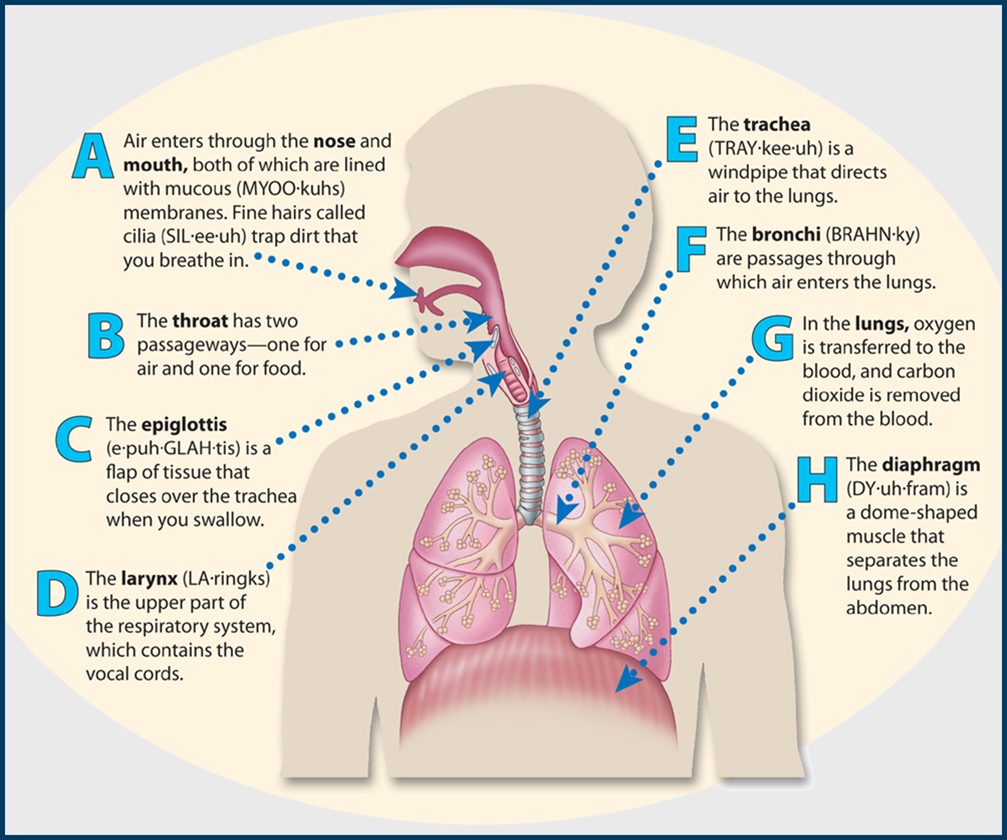 A
Air enters through the nose and
mouth, both of which are lined
with mucous (MYOO·kuhs)
membranes. Fine hairs called
cilia (SIL·ee·uh) trap dirt that
you breathe in.
B
The throat has two
passageways—one for
air and one for food.
C
The epiglottis
(e·puh·GLAH·tis) is a
flap of tissue that
closes over the trachea
when you swallow.
D
The larynx (LA·ringks)
is the upper part of
the respiratory system,
which contains the
vocal cords.
E
The trachea
(TRAY·kee·uh) is a
windpipe that directs
air to the lungs.
F
The bronchi (BRAHN·ky)
are passages through
which air enters the lungs.
G
In the lungs, oxygen
is transferred to the
blood, and carbon
dioxide is removed
from the blood.
H
The diaphragm
(DY·uh·fram) is
a dome-shaped
muscle that
separates the
lungs from the
abdomen.